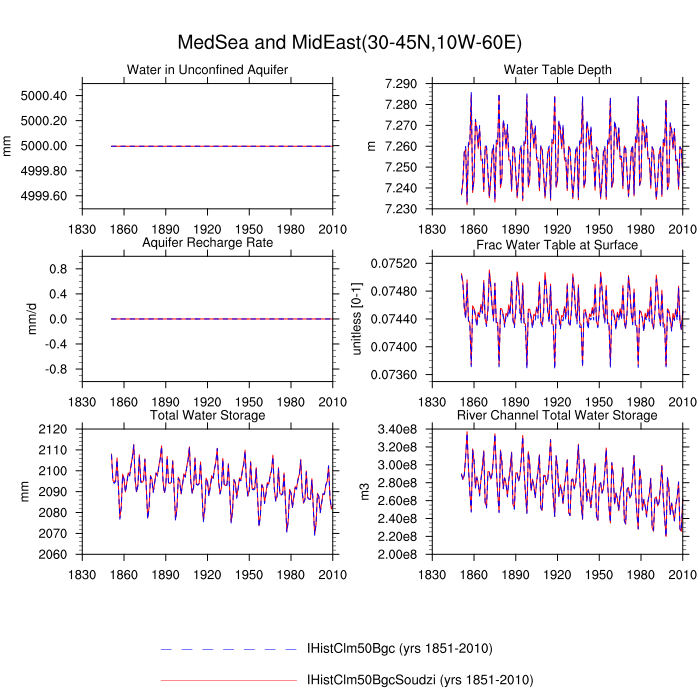 MedSea and MidEast(30-45N,10W-60E)
Water in Unconfined Aquifer
mm
5000.40
5000.20
5000.00
4999.80
4999.60
1830 1860 1890 1920 1950 1980 2010
Water Table Depth
m
7.290
7.280
7.270
7.260
7.250
7.240
7.230
1830 1860 1890 1920 1950 1980 2010
Aquifer Recharge Rate
mm/d
0.8
0.4
0.0
-0.4
-0.8
1830 1860 1890 1920 1950 1980 2010
Frac Water Table at Surface
unitless [0-1]
0.07520
0.07480
0.07440
0.07400
0.07360
1830 1860 1890 1920 1950 1980 2010
Total Water Storage
mm
2120
2110
2100
2090
2080
2070
2060
1830 1860 1890 1920 1950 1980 2010
River Channel Total Water Storage
m3
3.40e8
3.20e8
3.00e8
2.80e8
2.60e8
2.40e8
2.20e8
2.00e8
1830 1860 1890 1920 1950 1980 2010
IHistClm50Bgc (yrs 1851-2010)
IHistClm50BgcSoudzi (yrs 1851-2010)